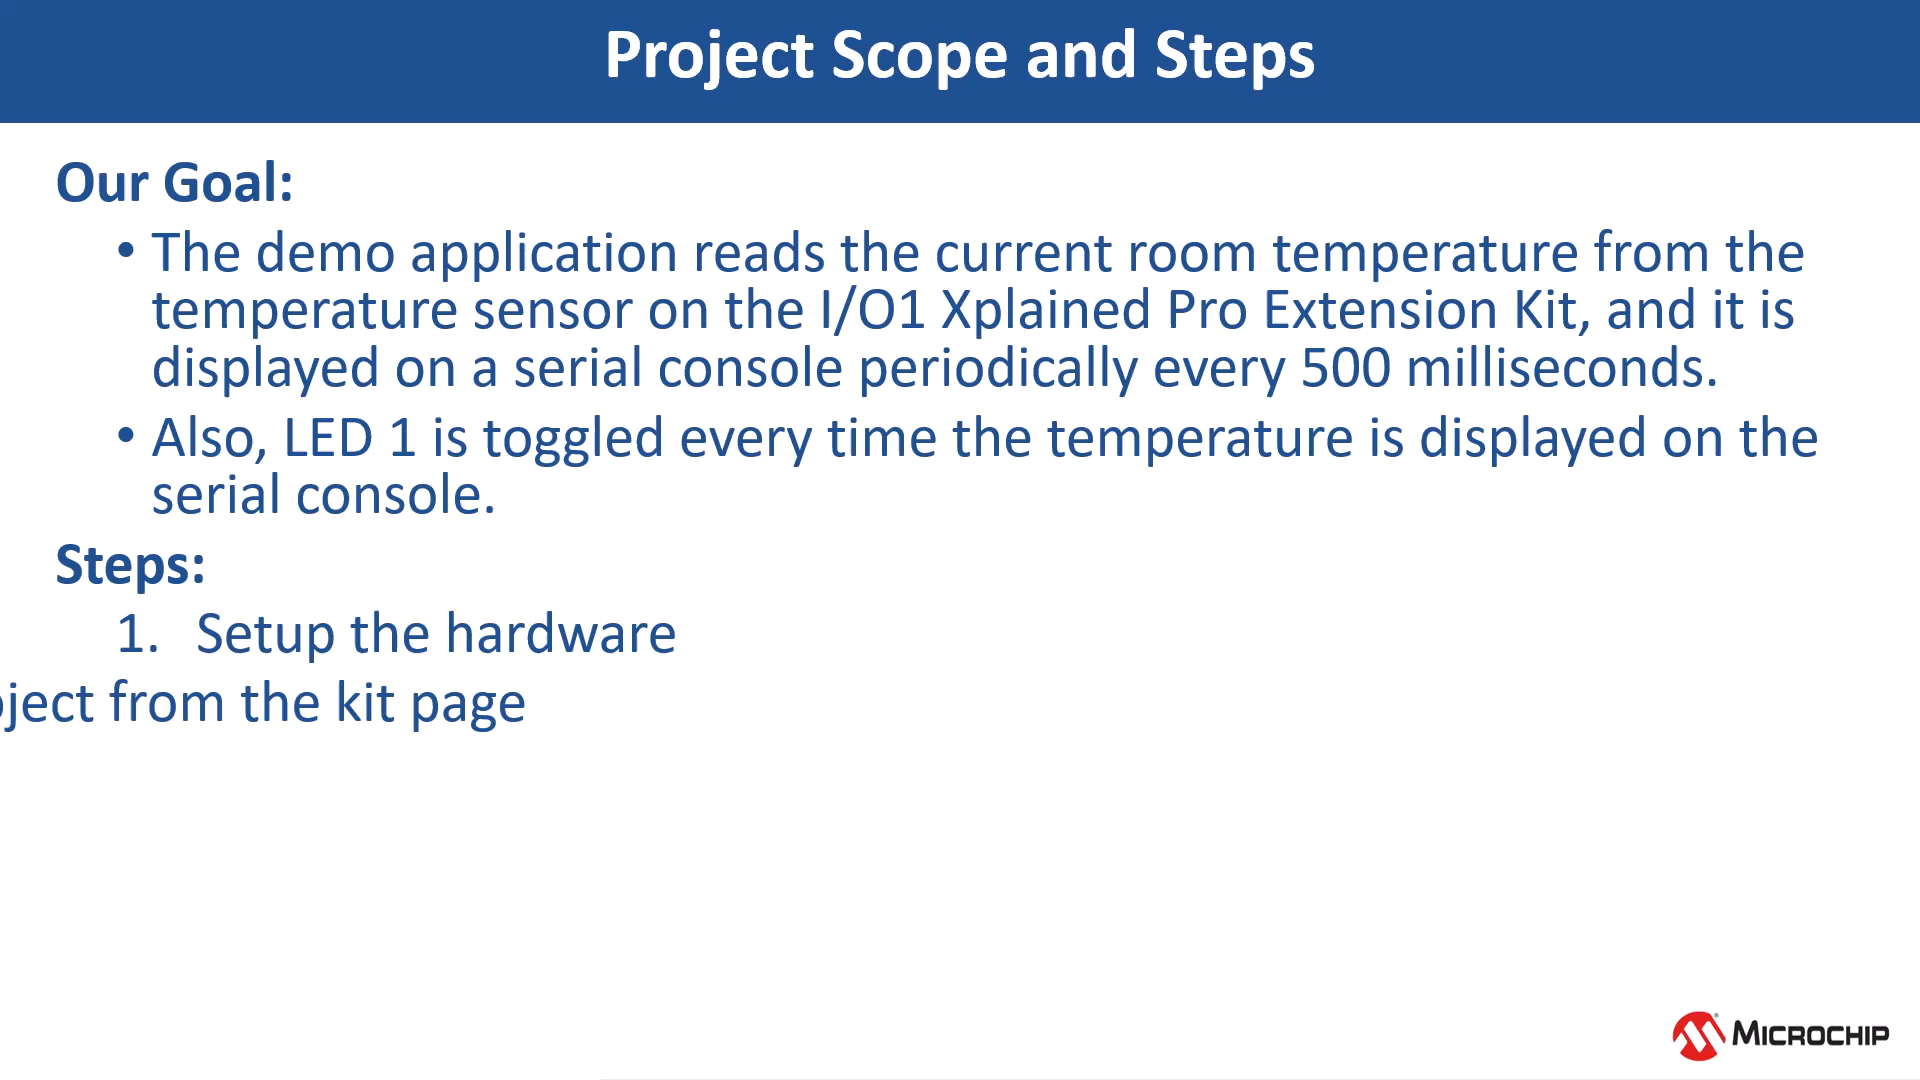 Project Scope and Steps
Our Goal:
• The demo application reads the current room temperature from the
temperature sensor on the I/O1 Xplained Pro Extension Kit, and it is
displayed on a serial console periodically every 500 milliseconds.
• Also, LED 1 is toggled every time the temperature is displayed on the
serial console.
Steps:
1. Setup the hardware
from the kit page
MICROCHIP